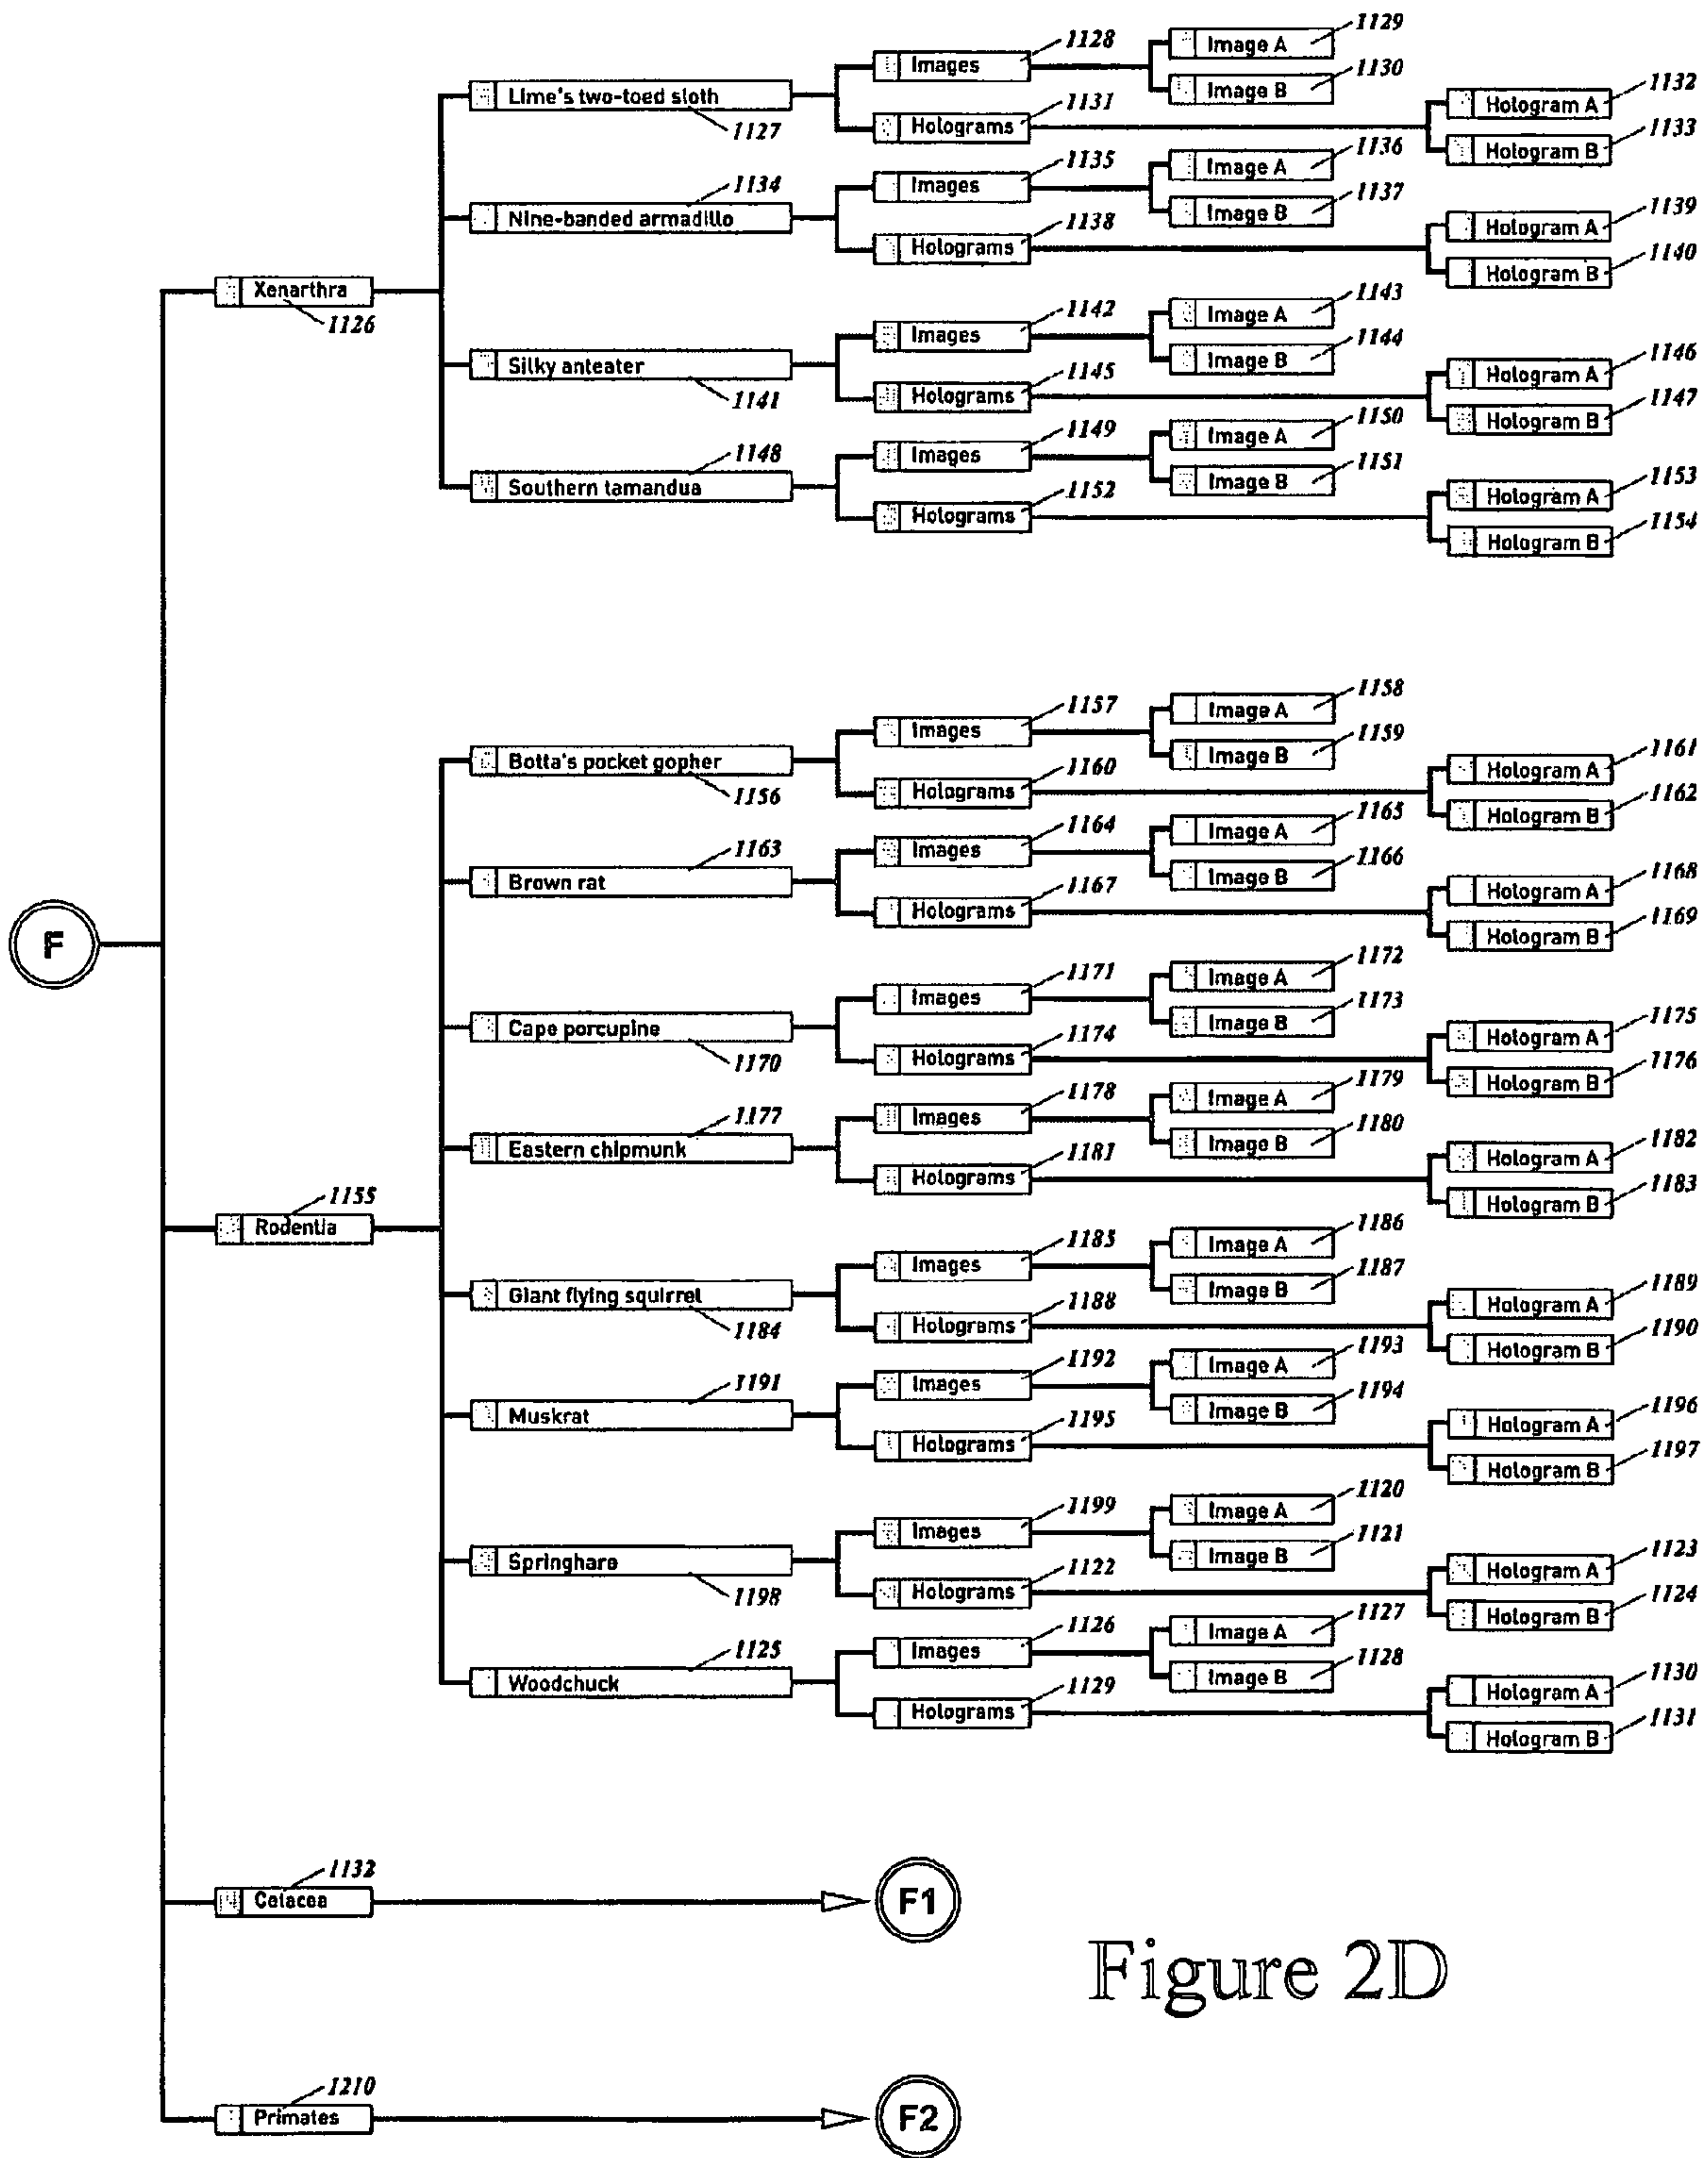 F
Xenarthra
1126
Lime's two-toed sloth
1127
Images
1128
Image A
1129
Image B
1130
Holograms
1131
Hologram A
1132
Hologram B
1133
Nine-banded armadillo
1134
Images
1135
Image A
1136
Image B
1137
Holograms
1138
Hologram A
1139
Hologram B
1140
Silky anteater
1141
Images
1142
Image A
1143
Image B
1144
Holograms
1145
Hologram A
1146
Hologram B
1147
Southern tamandua
1148
Images
1149
Image A
1150
Image B
1151
Holograms
1152
Hologram A
1153
Hologram B
1154
Rodentia
1155
Botta's pocket gopher
1156
Images
1157
Image A
1158
Image B
1159
Holograms
1160
Hologram A
1161
Hologram B
1162
Brown rat
1163
Images
1164
Image A
1165
Image B
1166
Holograms
1167
Hologram A
1168
Hologram B
1169
Cape porcupine
1170
Images
1171
Image A
1172
Image B
1173
Holograms
1174
Hologram A
1175
Hologram B
1176
Eastern chipmunk
1177
Images
1178
Image A
1179
Image B
1180
Holograms
1181
Hologram A
1182
Hologram B
1183
Giant flying squirrel
1184
Images
1185
Image A
1186
Image B
1187
Holograms
1188
Hologram A
1189
Hologram B
1190
Muskrat
1191
Images
1192
Image A
1193
Image B
1194
Holograms
1195
Hologram A
1196
Hologram B
1197
Springhare
1198
Images
1199
Image A
1120
Image B
1121
Holograms
1122
Hologram A
1123
Hologram B
1124
Woodchuck
1125
Images
1126
Image A
1127
Image B
1128
Holograms
1129
Hologram A
1130
Hologram B
1131
Cetacea
1132
F1
Primates
1210
F2
Figure 2D